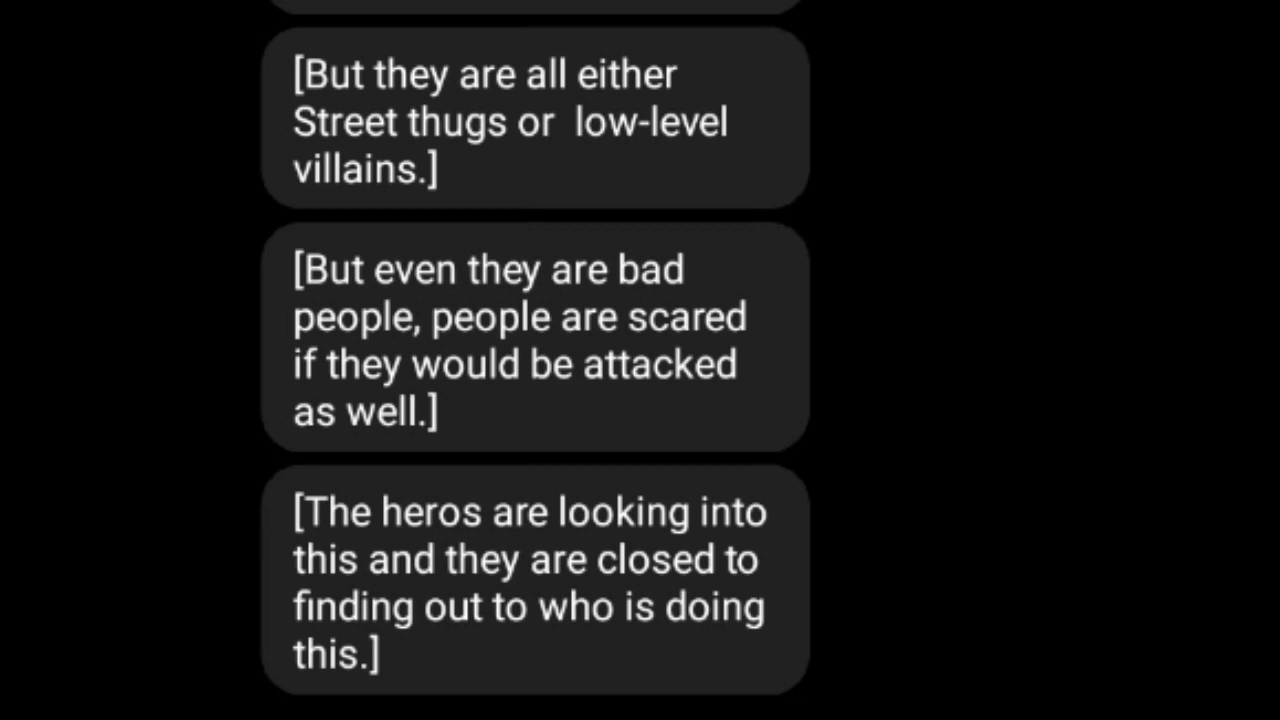 [But they are all either
Street thugs or  low-level
villains.]
[But even they are bad
people, people are scared
if they would be attacked
as well.]
[The heros are looking into
this and they are closed to
finding out to who is doing
this.]